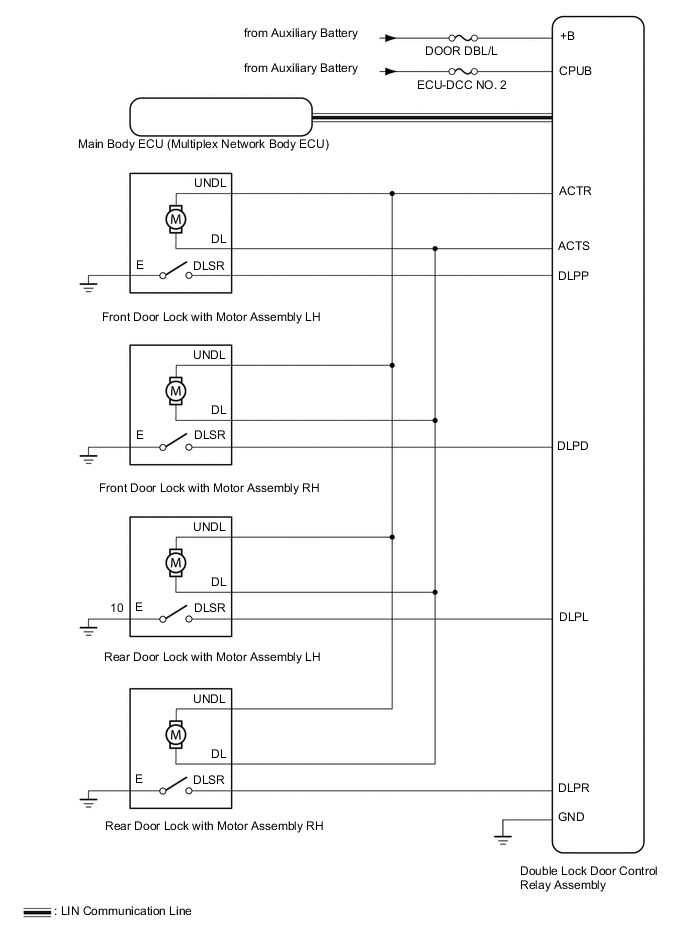 from Auxiliary Battery
+B
DOOR DBL/L
from Auxiliary Battery
CPUB
ECU-DCC NO. 2
Main Body ECU (Multiplex Network Body ECU)
UNDL
ACTR
M
DL
ACTS
E
DLSR
DLPP
Front Door Lock with Motor Assembly LH
UNDL
M
DL
E
DLSR
DLPD
Front Door Lock with Motor Assembly RH
UNDL
M
DL
10
E
DLSR
DLPL
Rear Door Lock with Motor Assembly LH
UNDL
M
DL
E
DLSR
DLPR
Rear Door Lock with Motor Assembly RH
GND
Double Lock Door Control
Relay Assembly
: LIN Communication Line